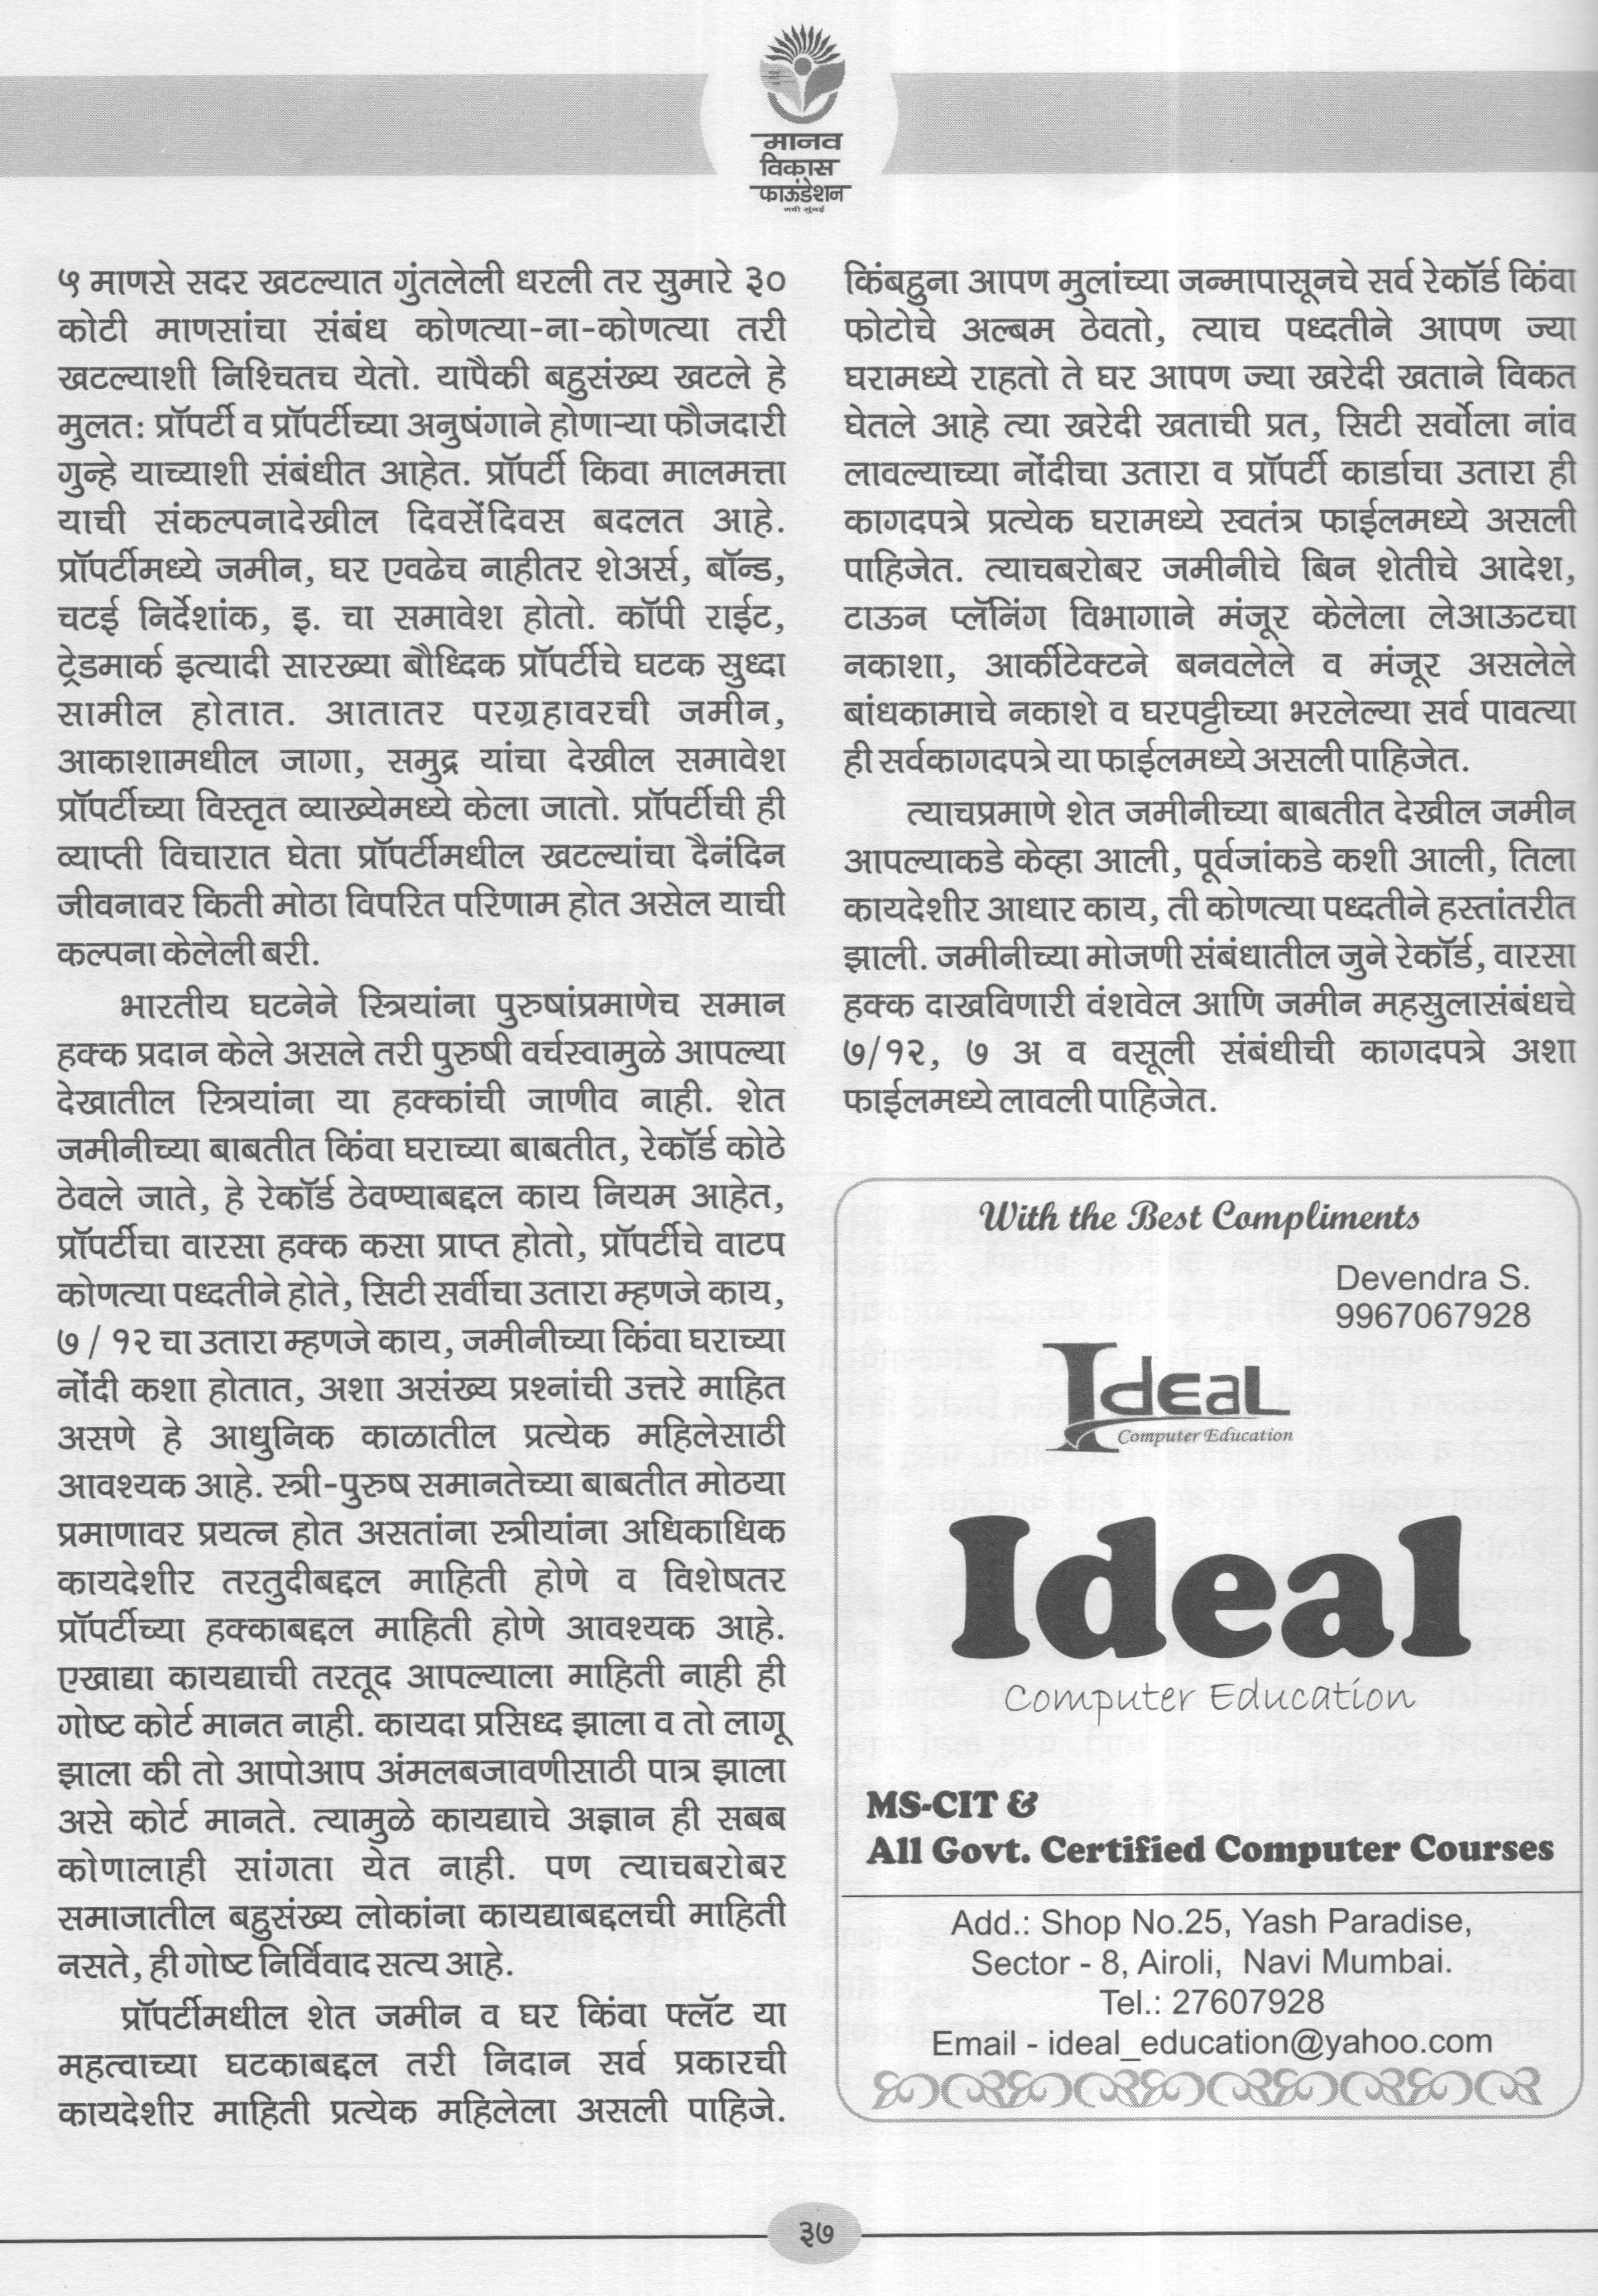 मानव
विकास
फाऊंडेशन
नवी मुंबई
५ माणसे सदर खटल्यात गुंतलेली धरली तर सुमारे ३०
कोटी माणसांचा संबंध कोणत्या-ना-कोणत्या तरी
खटल्याशी निश्चितच येतो. यापैकी बहुसंख्य खटले हे
मुलत: प्रॉपर्टी व प्रॉपर्टीच्या अनुषंगाने होणाऱ्या फौजदारी
गुन्हे याच्याशी संबंधीत आहेत. प्रॉपर्टी किवा मालमत्ता
याची संकल्पनादेखील दिवसेंदिवस बदलत आहे.
प्रॉपर्टीमध्ये जमीन, घर एवढेच नाहीतर शेअर्स, बॉन्ड,
चटई निर्देशांक, इ. चा समावेश होतो. कॉपी राईट,
ट्रेडमार्क इत्यादी सारख्या बौध्दिक प्रॉपर्टीचे घटक सुध्दा
सामील होतात. आतातर परग्रहावरची जमीन,
आकाशामधील जागा, समुद्र यांचा देखील समावेश
प्रॉपर्टीच्या विस्तृत व्याख्येमध्ये केला जातो. प्रॉपर्टीची ही
व्याप्ती विचारात घेता प्रॉपर्टीमधील खटल्यांचा दैनंदिन
जीवनावर किती मोठा विपरित परिणाम होत असेल याची
कल्पना केलेली बरी.
भारतीय घटनेने स्त्रियांना पुरुषांप्रमाणेच समान
हक्क प्रदान केले असले तरी पुरुषी वर्चस्वामुळे आपल्या
देखातील स्त्रियांना या हक्कांची जाणीव नाही. शेत
जमीनीच्या बाबतीत किंवा घराच्या बाबतीत, रेकॉर्ड कोठे
ठेवले जाते, हे रेकॉर्ड ठेवण्याबद्दल काय नियम आहेत,
प्रॉपर्टीचा वारसा हक्क कसा प्राप्त होतो, प्रॉपर्टीचे वाटप
कोणत्या पध्दतीने होते, सिटी सर्वीचा उतारा म्हणजे काय,
७ / १२ चा उतारा म्हणजे काय, जमीनीच्या किंवा घराच्या
नोंदी कशा होतात, अशा असंख्य प्रश्नांची उत्तरे माहित
असणे हे आधुनिक काळातील प्रत्येक महिलेसाठी
आवश्यक आहे. स्त्री-पुरुष समानतेच्या बाबतीत मोठया
प्रमाणावर प्रयत्न होत असतांना स्त्रीयांना अधिकाधिक
कायदेशीर तरतुदीबद्दल माहिती होणे व विशेषतर
प्रॉपर्टीच्या हक्काबद्दल माहिती होणे आवश्यक आहे.
एखाद्या कायद्याची तरतूद आपल्याला माहिती नाही ही
गोष्ट कोर्ट मानत नाही. कायदा प्रसिध्द झाला व तो लागू
झाला की तो आपोआप अंमलबजावणीसाठी पात्र झाला
असे कोर्ट मानते. त्यामुळे कायद्याचे अज्ञान ही सबब
कोणालाही सांगता येत नाही. पण त्याचबरोबर
समाजातील बहुसंख्य लोकांना कायद्याबद्दलची माहिती
नसते, ही गोष्ट निर्विवाद सत्य आहे.
प्रॉपर्टीमधील शेत जमीन व घर किंवा फ्लॅट या
महत्वाच्या घटकाबद्दल तरी निदान सर्व प्रकारची
कायदेशीर माहिती प्रत्येक महिलेला असली पाहिजे.
किंबहुना आपण मुलांच्या जन्मापासूनचे सर्व रेकॉर्ड किंवा
फोटोचे अल्बम ठेवतो, त्याच पध्दतीने आपण ज्या
घरामध्ये राहतो ते घर आपण ज्या खरेदी खताने विकत
घेतले आहे त्या खरेदी खताची प्रत, सिटी सर्वोला नांव
लावल्याच्या नोंदीचा उतारा व प्रॉपर्टी कार्डाचा उतारा ही
कागदपत्रे प्रत्येक घरामध्ये स्वतंत्र फाईलमध्ये असली
पाहिजेत. त्याचबरोबर जमीनीचे बिन शेतीचे आदेश,
टाऊन प्लॅनिंग विभागाने मंजूर केलेला लेआऊटचा
नकाशा, आर्कीटेक्टने बनवलेले व मंजूर असलेले
बांधकामाचे नकाशे व घरपट्टीच्या भरलेल्या सर्व पावत्या
ही सर्वकागदपत्रे या फाईलमध्ये असली पाहिजेत.
त्याचप्रमाणे शेत जमीनीच्या बाबतीत देखील जमीन
आपल्याकडे केव्हा आली, पूर्वजांकडे कशी आली, तिला
कायदेशीर आधार काय, ती कोणत्या पध्दतीने हस्तांतरीत
झाली. जमीनीच्या मोजणी संबंधातील जुने रेकॉर्ड, वारसा
हक्क दाखविणारी वंशवेल आणि जमीन महसुलासंबंधचे
७/१२, ७ अ व वसूली संबंधीची कागदपत्रे अशा
फाईलमध्ये लावली पाहिजेत.
With the Best Compliments
Devendra S.
9967067928
Ideal
Computer Education
Ideal
Computer Education
MS-CIT &
All Govt. Certified Computer Courses
Add.: Shop No.25, Yash Paradise,
Sector - 8, Airoli, Navi Mumbai.
Tel.: 27607928
Email - ideal_education@yahoo.com
३७